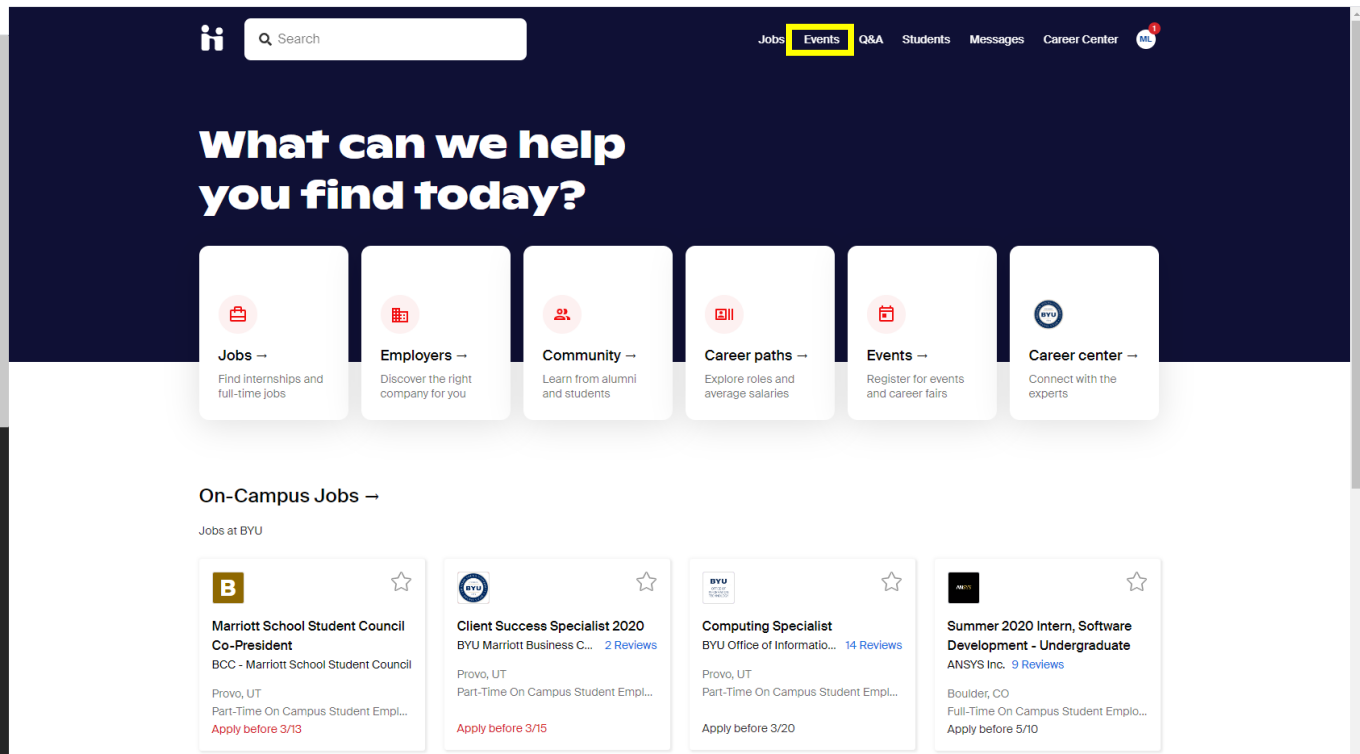 Search
Jobs Events Q&A Students Messages Career Center ML 1
What can we help
you find today?
Jobs →
Find internships and
full-time jobs
Employers →
Discover the right
company for you
Community →
Learn from alumni
and students
Career paths →
Explore roles and
average salaries
Events →
Register for events
and career fairs
BYU
Career center →
Connect with the
experts
On-Campus Jobs →
Jobs at BYU
B
Marriott School Student Council
Co-President
BCC - Marriott School Student Council
Provo, UT
Part-Time On Campus Student Empl...
Apply before 3/13
BYU
Client Success Specialist 2020
BYU Marriott Business C... 2 Reviews
Provo, UT
Part-Time On Campus Student Empl...
Apply before 3/15
BYU
Computing Specialist
BYU Office of Informatio... 14 Reviews
Provo, UT
Part-Time On Campus Student Empl...
Apply before 3/20
Summer 2020 Intern, Software
Development - Undergraduate
ANSYS Inc. 9 Reviews
Boulder, CO
Full-Time On Campus Student Emplo...
Apply before 5/10